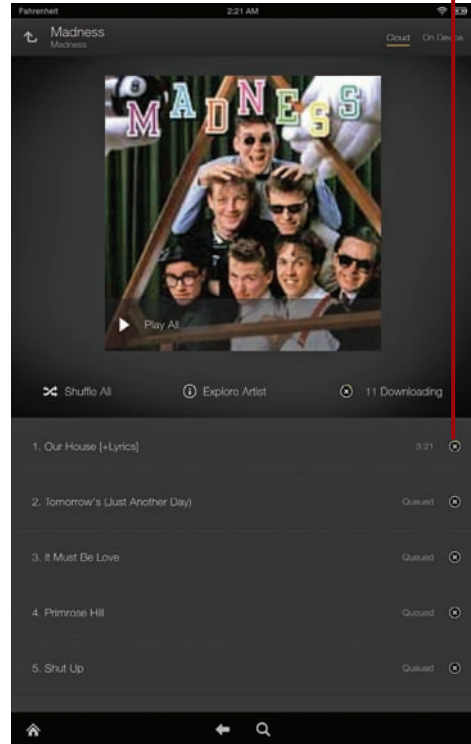 Fahrenheit 2:21 AM
Madness
Madness
Cloud On Device
MADNESS
8
Play All
Shuffle All Explore Artist 11 Downloading
1. Our House [+Lyrics] 3:21
2. Tomorrow's (Just Another Day) Queued
3. It Must Be Love Queued
4. Primrose Hill Queued
5. Shut Up Queued